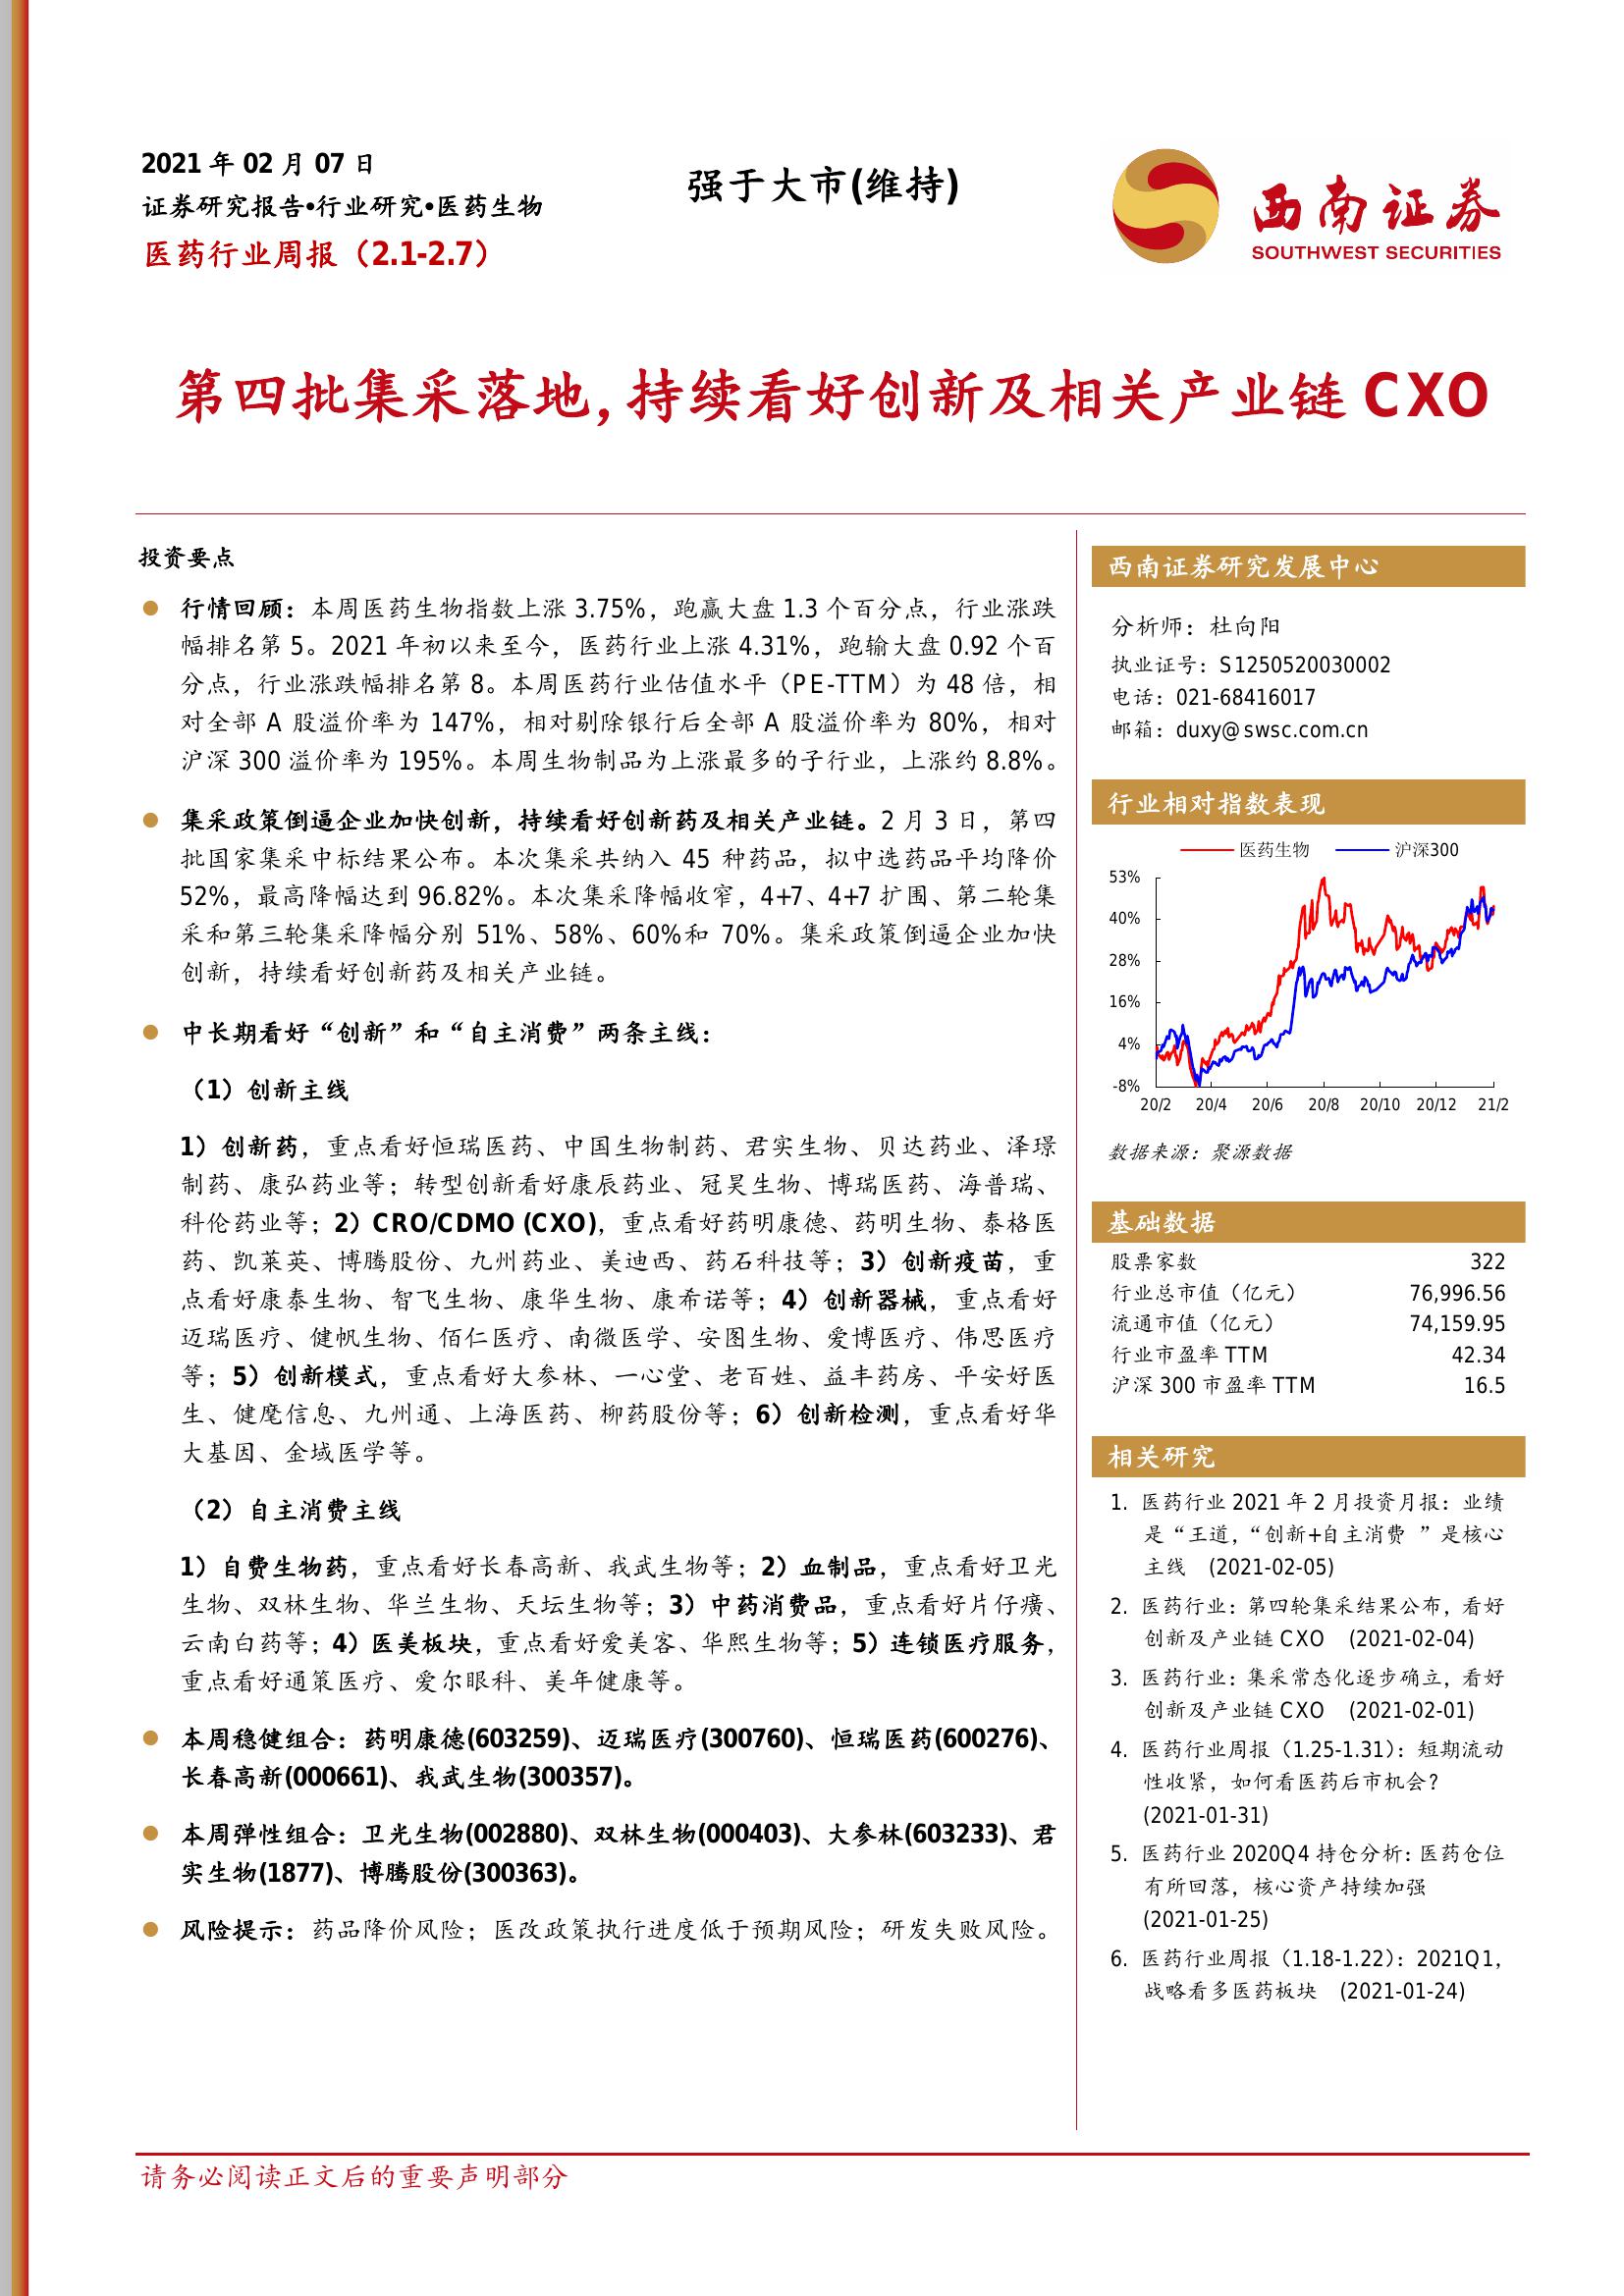 2021 年 02 月 07 日
证券研究报告•行业研究•医药生物
医药行业周报（2.1-2.7）
强于大市(维持)
西南证券
SOUTHWEST SECURITIES
第四批集采落地，持续看好创新及相关产业链 CXO
投资要点
行情回顾：本周医药生物指数上涨 3.75%，跑赢大盘 1.3 个百分点，行业涨跌
幅排名第 5。2021 年初以来至今，医药行业上涨 4.31%，跑输大盘 0.92 个百
分点，行业涨跌幅排名第 8。本周医药行业估值水平（PE-TTM）为 48 倍，相
对全部 A 股溢价率为 147%，相对剔除银行后全部 A 股溢价率为 80%，相对
沪深 300 溢价率为 195%。本周生物制品为上涨最多的子行业，上涨约 8.8%。
集采政策倒逼企业加快创新，持续看好创新药及相关产业链。2 月 3 日，第四
批国家集采中标结果公布。本次集采共纳入 45 种药品，拟中选药品平均降价
52%，最高降幅达到 96.82%。本次集采降幅收窄，4+7、4+7 扩围、第二轮集
采和第三轮集采降幅分别 51%、58%、60%和 70%。集采政策倒逼企业加快
创新，持续看好创新药及相关产业链。
中长期看好“创新”和“自主消费”两条主线：
（1）创新主线
1）创新药，重点看好恒瑞医药、中国生物制药、君实生物、贝达药业、泽璟
制药、康弘药业等；转型创新看好康辰药业、冠昊生物、博瑞医药、海普瑞、
科伦药业等；2）CRO/CDMO (CXO)，重点看好药明康德、药明生物、泰格医
药、凯莱英、博腾股份、九州药业、美迪西、药石科技等；3）创新疫苗，重
点看好康泰生物、智飞生物、康华生物、康希诺等；4）创新器械，重点看好
迈瑞医疗、健帆生物、佰仁医疗、南微医学、安图生物、爱博医疗、伟思医疗
等；5）创新模式，重点看好大参林、一心堂、老百姓、益丰药房、平安好医
生、健麾信息、九州通、上海医药、柳药股份等；6）创新检测，重点看好华
大基因、金域医学等。
（2）自主消费主线
1）自费生物药，重点看好长春高新、我武生物等；2）血制品，重点看好卫光
生物、双林生物、华兰生物、天坛生物等；3）中药消费品，重点看好片仔癀、
云南白药等；4）医美板块，重点看好爱美客、华熙生物等；5）连锁医疗服务，
重点看好通策医疗、爱尔眼科、美年健康等。
本周稳健组合：药明康德(603259)、迈瑞医疗(300760)、恒瑞医药(600276)、
长春高新(000661)、我武生物(300357)。
本周弹性组合：卫光生物(002880)、双林生物(000403)、大参林(603233)、君
实生物(1877)、博腾股份(300363)。
风险提示：药品降价风险；医改政策执行进度低于预期风险；研发失败风险。
西南证券研究发展中心
分析师：杜向阳
执业证号：S1250520030002
电话：021-68416017
邮箱：duxy@swsc.com.cn
行业相对指数表现
医药生物 沪深300
53%
40%
28%
16%
4%
-8%
20/2 20/4 20/6 20/8 20/10 20/12 21/2
数据来源：聚源数据
基础数据
股票家数 322
行业总市值（亿元） 76,996.56
流通市值（亿元） 74,159.95
行业市盈率 TTM 42.34
沪深 300 市盈率 TTM 16.5
相关研究
1. 医药行业 2021 年 2 月投资月报：业绩
是“王道，“创新+自主消费 ”是核心
主线 (2021-02-05)
2. 医药行业：第四轮集采结果公布，看好
创新及产业链 CXO (2021-02-04)
3. 医药行业：集采常态化逐步确立，看好
创新及产业链 CXO (2021-02-01)
4. 医药行业周报（1.25-1.31）：短期流动
性收紧，如何看医药后市机会？
(2021-01-31)
5. 医药行业 2020Q4 持仓分析：医药仓位
有所回落，核心资产持续加强
(2021-01-25)
6. 医药行业周报（1.18-1.22）：2021Q1，
战略看多医药板块 (2021-01-24)
请务必阅读正文后的重要声明部分